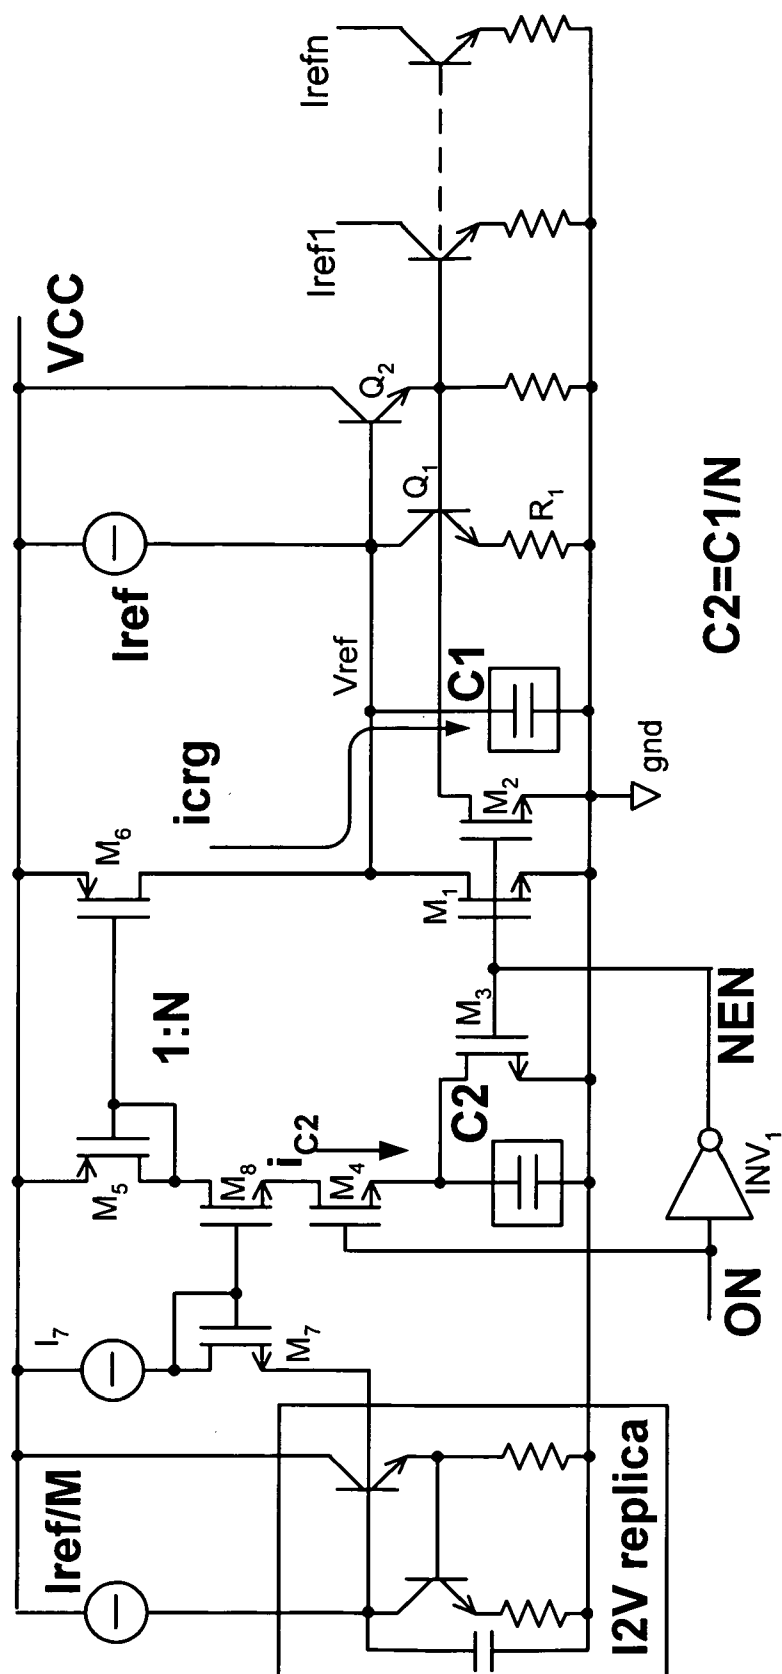 VCC
Iref/M
I7
M5
1:N
M6
icrg
Iref
Iref1
Irefn
Q2
Q1
Vref
M8
M7
iC2
M4
C2
M3
M1
M2
C1
R1
I2V replica
gnd
ON
INV1
NEN
C2=C1/N